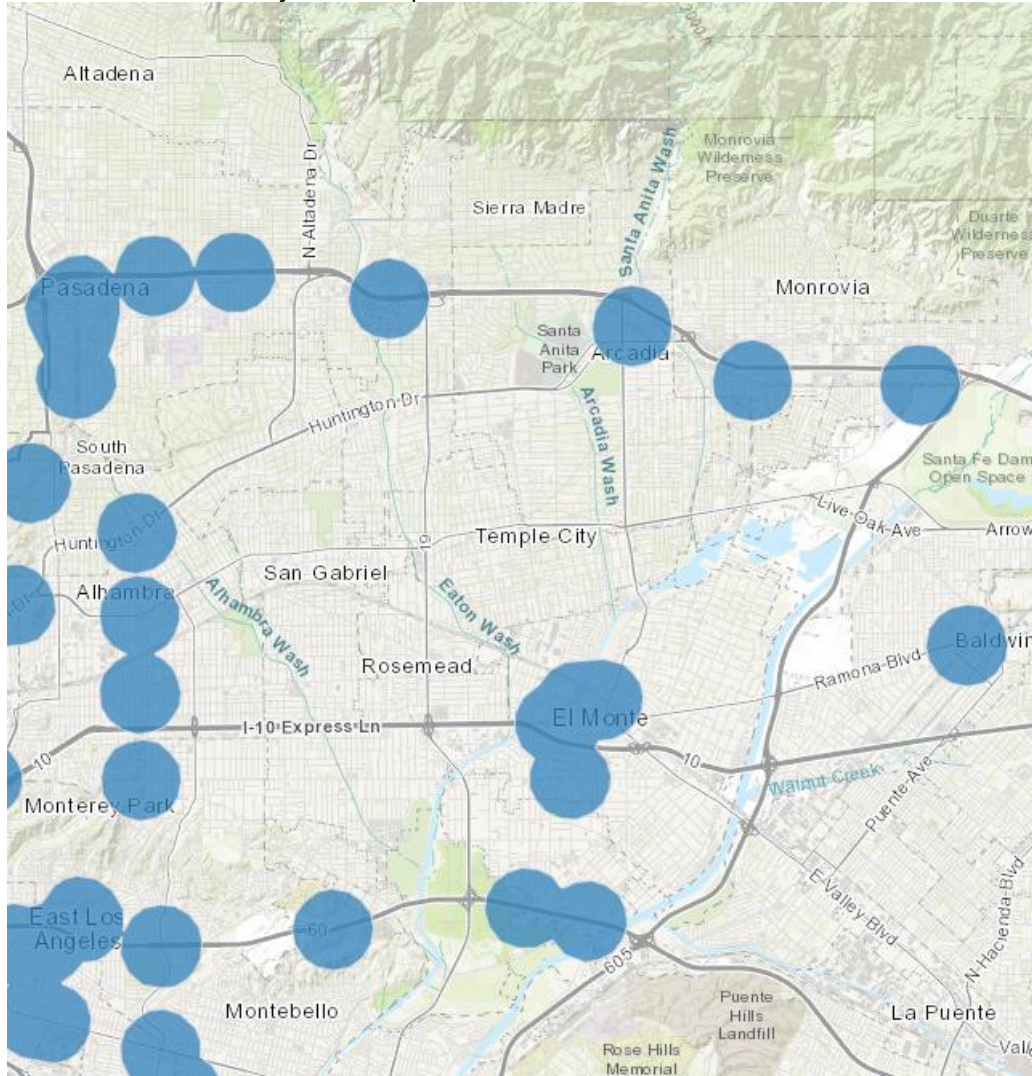 2000 ft
Altadena
N Altadena Dr
Santa Anita Wash
Monrovia
Wilderness
Preserve
Sierra Madre
Duarte
Wilderness
Preserve
Pasadena
Monrovia
Santa
Anita
Park
Arcadia
Huntington Dr
Arcadia Wash
South
Pasadena
Santa Fe Dam
Open Space
Live Oak Ave
Arrow
Huntington Dr
19
Temple City
San Gabriel
Alhambra
Alhambra Wash
Eaton Wash
Rosemead
Ramona Blvd
Baldwin
El Monte
I-10 Express Ln
10
10
Walnut Creek
Puente Ave
Monterey Park
E Valley Blvd
N Hacienda Blvd
East Los
Angeles
60
605
Montebello
Puente
Hills
Landfill
La Puente
Rose Hills
Memorial